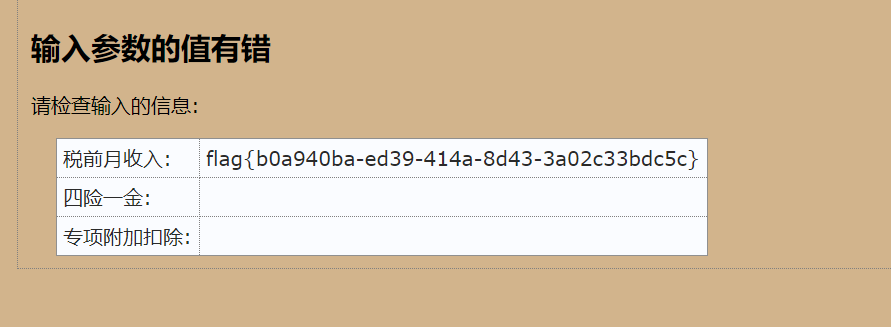 输入参数的值有错
请检查输入的信息:
税前月收入: flag{b0a940ba-ed39-414a-8d43-3a02c33bdc5c}
四险一金:
专项附加扣除: